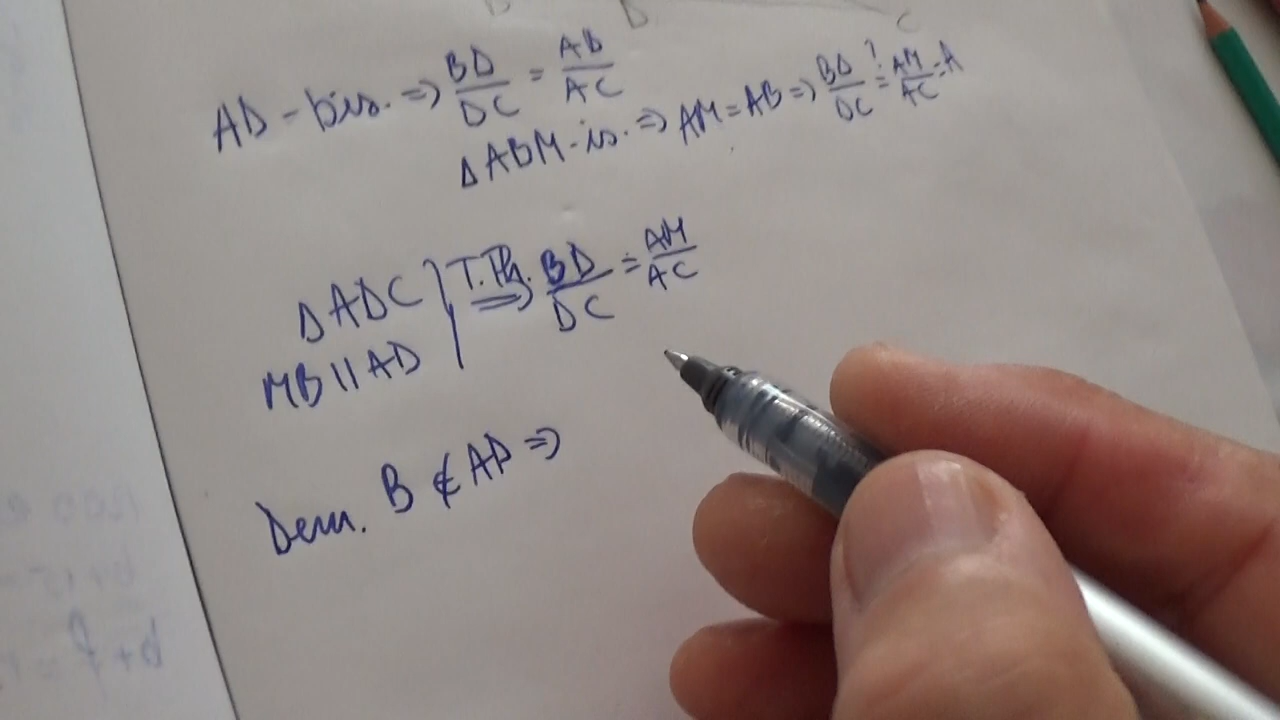 B D C
AD - bis. => BD/DC = AB/AC
ΔABM - is. => AM = AB => BD/DC ?= AM/AC = A
ΔADC
MB || AD } T.Th. => BD/DC = AM/AC
Dem. B ∉ AD =>